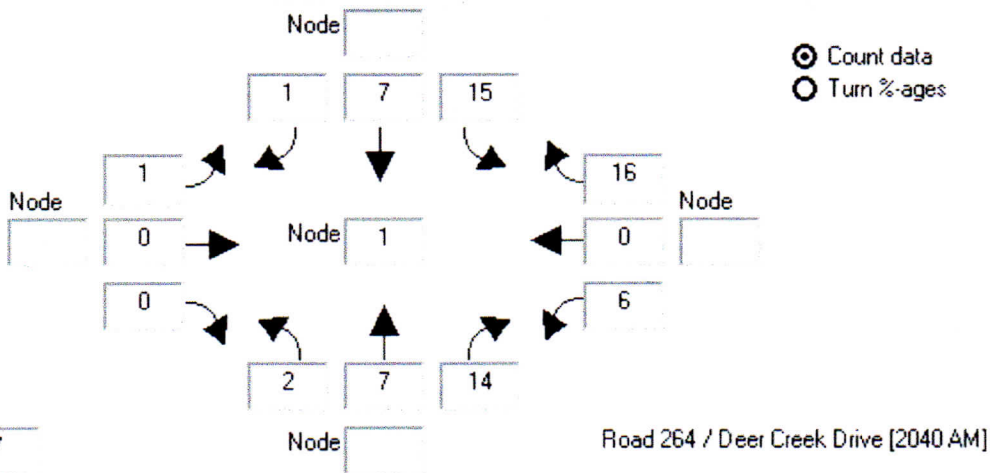 Node
Count data
Turn %-ages
1 7 15
1 16
Node Node
0 Node 1 0
0 6
2 7 14
Node Road 264 / Deer Creek Drive [2040 AM]